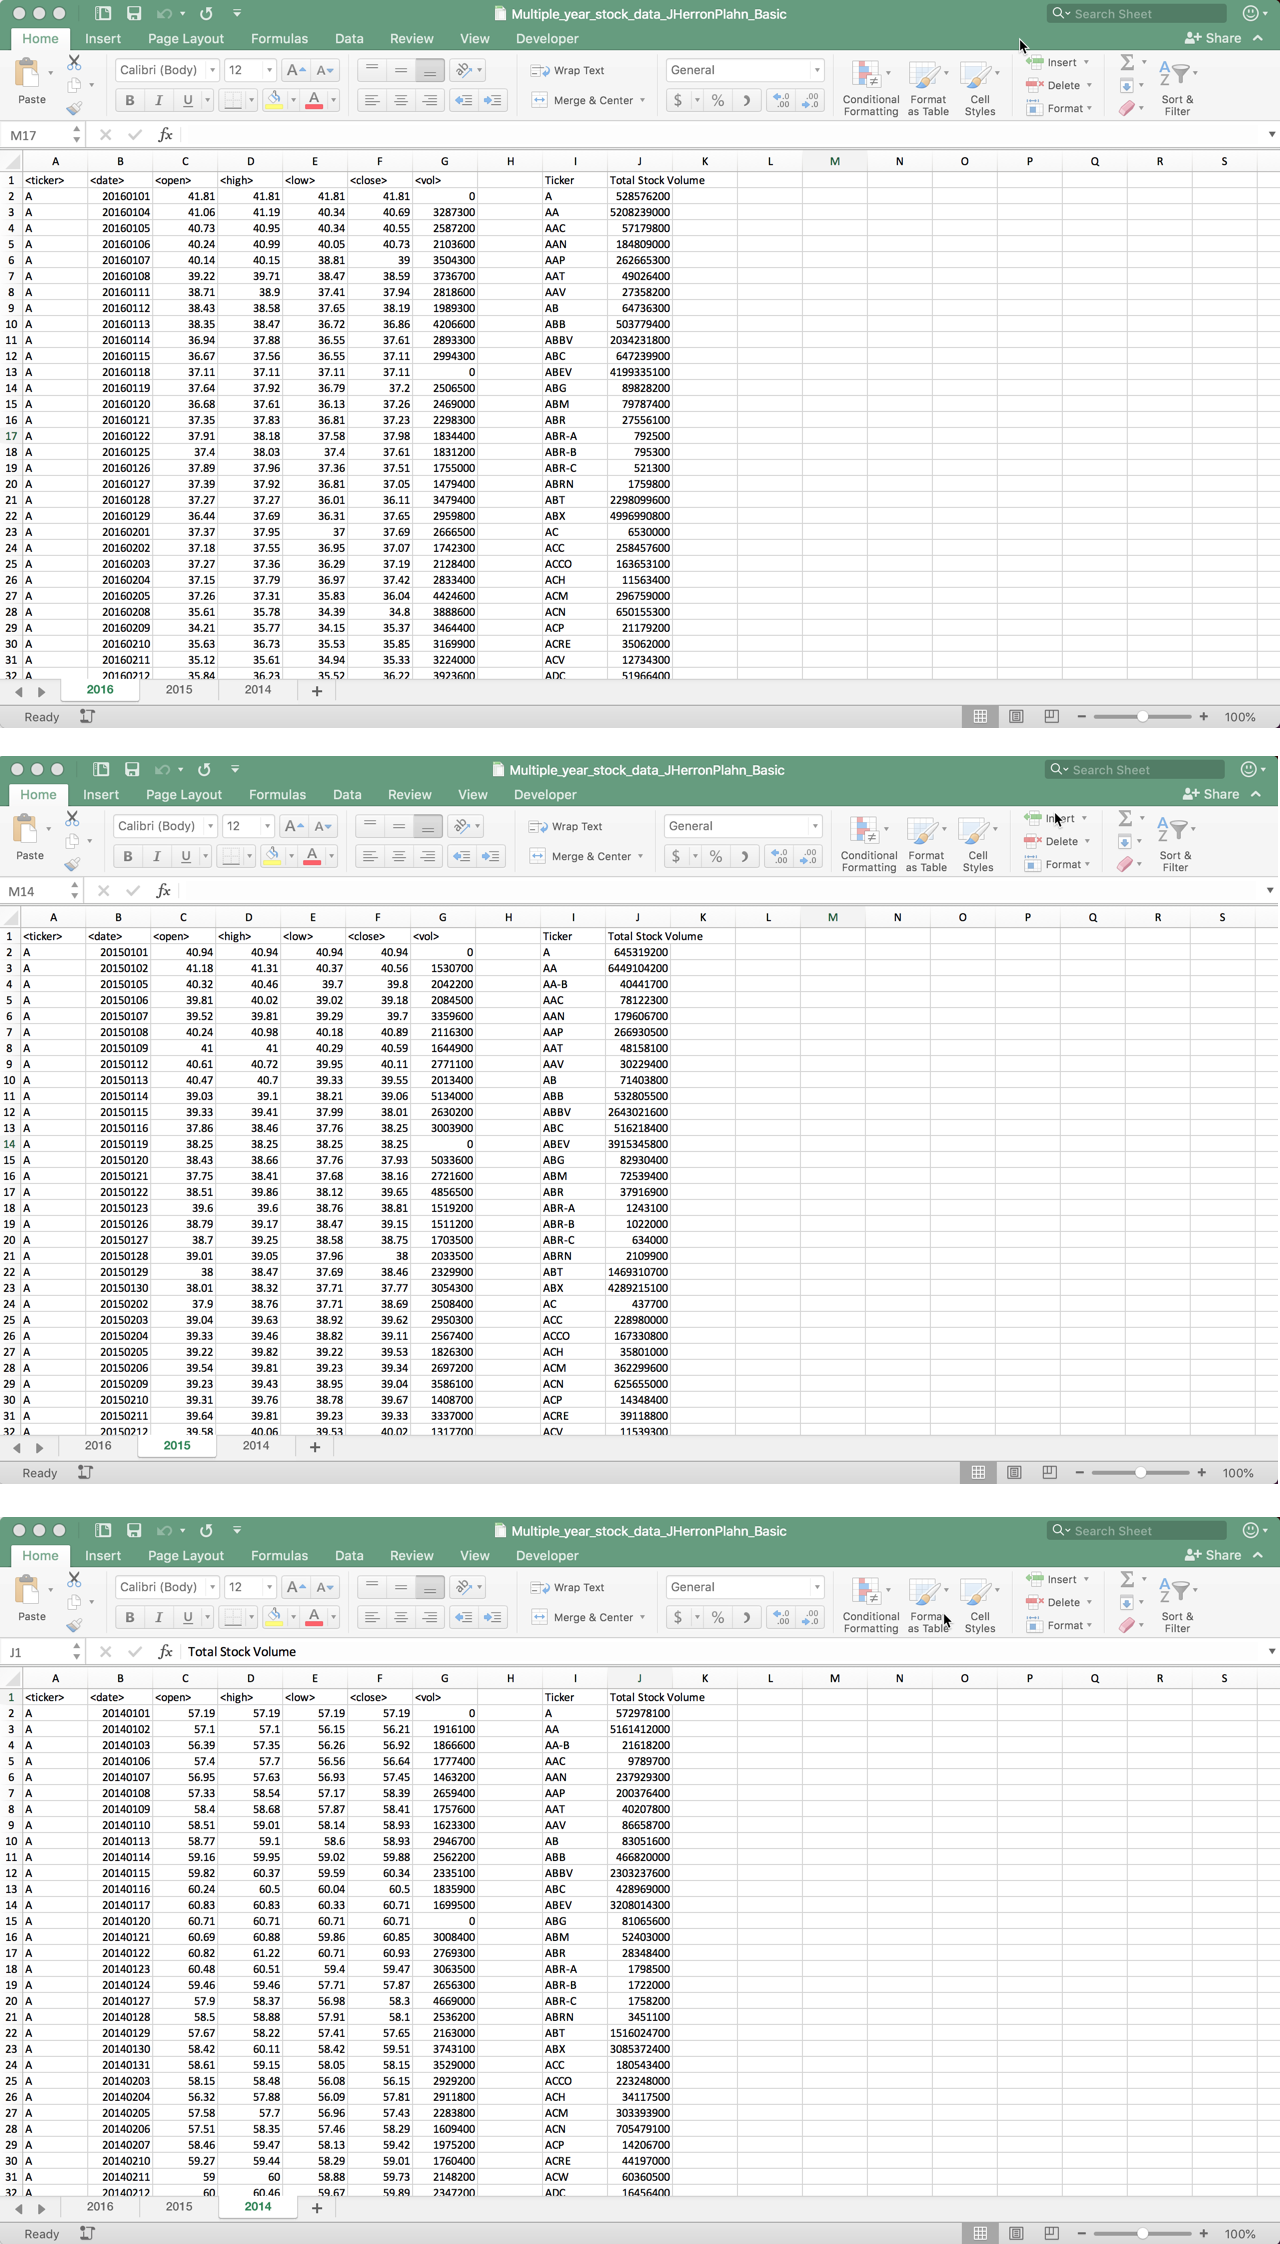 Multiple_year_stock_data_JHerronPlahn_Basic Search Sheet
Home Insert Page Layout Formulas Data Review View Developer Share
Calibri (Body) 12 A A Wrap Text General Insert
Delete
Paste B I U A Merge & Center $ % Conditional Formatting Format as Table Cell Styles Format Sort & Filter
M17 fx
A B C D E F G H I J K L M N O P Q R S
1 <ticker> <date> <open> <high> <low> <close> <vol> Ticker Total Stock Volume
2 A 20160101 41.81 41.81 41.81 41.81 0 A 528576200
3 A 20160104 41.06 41.19 40.34 40.69 3287300 AA 5208239000
4 A 20160105 40.73 40.95 40.34 40.55 2587200 AAC 57179800
5 A 20160106 40.24 40.99 40.05 40.73 2103600 AAN 184809000
6 A 20160107 40.14 40.15 38.81 39 3504300 AAP 262665300
7 A 20160108 39.22 39.71 38.47 38.59 3736700 AAT 49026400
8 A 20160111 38.71 38.9 37.41 37.94 2818600 AAV 27358200
9 A 20160112 38.43 38.58 37.65 38.19 1989300 AB 64736300
10 A 20160113 38.35 38.47 36.72 36.86 4206600 ABB 503779400
11 A 20160114 36.94 37.88 36.55 37.61 2893300 ABBV 2034231800
12 A 20160115 36.67 37.56 36.55 37.11 2994300 ABC 647239900
13 A 20160118 37.11 37.11 37.11 37.11 0 ABEV 4199335100
14 A 20160119 37.64 37.92 36.79 37.2 2506500 ABG 89828200
15 A 20160120 36.68 37.61 36.13 37.26 2469000 ABM 79787400
16 A 20160121 37.35 37.83 36.81 37.23 2298300 ABR 27556100
17 A 20160122 37.91 38.18 37.58 37.98 1834400 ABR-A 792500
18 A 20160125 37.4 38.03 37.4 37.61 1831200 ABR-B 795300
19 A 20160126 37.89 37.96 37.36 37.51 1755000 ABR-C 521300
20 A 20160127 37.39 37.92 36.81 37.05 1479400 ABRN 1759800
21 A 20160128 37.27 37.27 36.01 36.11 3479400 ABT 2298099600
22 A 20160129 36.44 37.69 36.31 37.65 2959800 ABX 4996990800
23 A 20160201 37.37 37.95 37 37.69 2666500 AC 6530000
24 A 20160202 37.18 37.55 36.95 37.07 1742300 ACC 258457600
25 A 20160203 37.27 37.36 36.29 37.19 2128400 ACCO 163653100
26 A 20160204 37.15 37.79 36.97 37.42 2833400 ACH 11563400
27 A 20160205 37.26 37.31 35.83 36.04 4424600 ACM 296759000
28 A 20160208 35.61 35.78 34.39 34.8 3888600 ACN 650155300
29 A 20160209 34.21 35.77 34.15 35.37 3464400 ACP 21179200
30 A 20160210 35.63 36.73 35.53 35.85 3169900 ACRE 35062000
31 A 20160211 35.12 35.61 34.94 35.33 3224000 ACV 12734300
32 A 20160212 35.84 36.23 35.52 36.22 3923600 ADC 51966400
2016 2015 2014 +
Ready 100%
Multiple_year_stock_data_JHerronPlahn_Basic Search Sheet
Home Insert Page Layout Formulas Data Review View Developer Share
Calibri (Body) 12 A A Wrap Text General Insert
Delete
Paste B I U A Merge & Center $ % Conditional Formatting Format as Table Cell Styles Format Sort & Filter
M14 fx
A B C D E F G H I J K L M N O P Q R S
1 <ticker> <date> <open> <high> <low> <close> <vol> Ticker Total Stock Volume
2 A 20150101 40.94 40.94 40.94 40.94 0 A 645319200
3 A 20150102 41.18 41.31 40.37 40.56 1530700 AA 6449104200
4 A 20150105 40.32 40.46 39.7 39.8 2042200 AA-B 40441700
5 A 20150106 39.81 40.02 39.02 39.18 2084500 AAC 78122300
6 A 20150107 39.52 39.81 39.29 39.7 3359600 AAN 179606700
7 A 20150108 40.24 40.98 40.18 40.89 2116300 AAP 266930500
8 A 20150109 41 41 40.29 40.59 1644900 AAT 48158100
9 A 20150112 40.61 40.72 39.95 40.11 2771100 AAV 30229400
10 A 20150113 40.47 40.7 39.33 39.55 2013400 AB 71403800
11 A 20150114 39.03 39.1 38.21 39.06 5134000 ABB 532805500
12 A 20150115 39.33 39.41 37.99 38.01 2630200 ABBV 2643021600
13 A 20150116 37.86 38.46 37.76 38.25 3003900 ABC 516218400
14 A 20150119 38.25 38.25 38.25 38.25 0 ABEV 3915345800
15 A 20150120 38.43 38.66 37.76 37.93 5033600 ABG 82930400
16 A 20150121 37.75 38.41 37.68 38.16 2721600 ABM 72539400
17 A 20150122 38.51 39.86 38.12 39.65 4856500 ABR 37916900
18 A 20150123 39.6 39.6 38.76 38.81 1519200 ABR-A 1243100
19 A 20150126 38.79 39.17 38.47 39.15 1511200 ABR-B 1022000
20 A 20150127 38.7 39.25 38.58 38.75 1703500 ABR-C 634000
21 A 20150128 39.01 39.05 37.96 38 2033500 ABRN 2109900
22 A 20150129 38 38.47 37.69 38.46 2329900 ABT 1469310700
23 A 20150130 38.01 38.32 37.71 37.77 3054300 ABX 4289215100
24 A 20150202 37.9 38.76 37.71 38.69 2508400 AC 437700
25 A 20150203 39.04 39.63 38.92 39.62 2950300 ACC 228980000
26 A 20150204 39.33 39.46 38.82 39.11 2567400 ACCO 167330800
27 A 20150205 39.22 39.82 39.22 39.53 1826300 ACH 35801000
28 A 20150206 39.54 39.81 39.23 39.34 2697200 ACM 362299600
29 A 20150209 39.23 39.43 38.95 39.04 3586100 ACN 625655000
30 A 20150210 39.31 39.76 38.78 39.67 1408700 ACP 14348400
31 A 20150211 39.64 39.81 39.23 39.33 3337000 ACRE 39118800
32 A 20150212 39.58 40.06 39.53 40.02 1317700 ACV 11539300
2016 2015 2014 +
Ready 100%
Multiple_year_stock_data_JHerronPlahn_Basic Search Sheet
Home Insert Page Layout Formulas Data Review View Developer Share
Calibri (Body) 12 A A Wrap Text General Insert
Delete
Paste B I U A Merge & Center $ % Conditional Formatting Format as Table Cell Styles Format Sort & Filter
J1 fx Total Stock Volume
A B C D E F G H I J K L M N O P Q R S
1 <ticker> <date> <open> <high> <low> <close> <vol> Ticker Total Stock Volume
2 A 20140101 57.19 57.19 57.19 57.19 0 A 572978100
3 A 20140102 57.1 57.1 56.15 56.21 1916100 AA 5161412000
4 A 20140103 56.39 57.35 56.26 56.92 1866600 AA-B 21618200
5 A 20140106 57.4 57.7 56.56 56.64 1777400 AAC 9789700
6 A 20140107 56.95 57.63 56.93 57.45 1463200 AAN 237929300
7 A 20140108 57.33 58.54 57.17 58.39 2659400 AAP 200376400
8 A 20140109 58.4 58.68 57.87 58.41 1757600 AAT 40207800
9 A 20140110 58.51 59.01 58.14 58.93 1623300 AAV 86658700
10 A 20140113 58.77 59.1 58.6 58.93 2946700 AB 83051600
11 A 20140114 59.16 59.95 59.02 59.88 2562200 ABB 466820000
12 A 20140115 59.82 60.37 59.59 60.34 2335100 ABBV 2303237600
13 A 20140116 60.24 60.5 60.04 60.5 1835900 ABC 428969000
14 A 20140117 60.83 60.83 60.33 60.71 1699500 ABEV 3208014300
15 A 20140120 60.71 60.71 60.71 60.71 0 ABG 81065600
16 A 20140121 60.69 60.88 59.86 60.85 3008400 ABM 52403000
17 A 20140122 60.82 61.22 60.71 60.93 2769300 ABR 28348400
18 A 20140123 60.48 60.51 59.4 59.47 3063500 ABR-A 1798500
19 A 20140124 59.46 59.46 57.71 57.87 2656300 ABR-B 1722000
20 A 20140127 57.9 58.37 56.98 58.3 4669000 ABR-C 1758200
21 A 20140128 58.5 58.88 57.91 58.1 2536200 ABRN 3451100
22 A 20140129 57.67 58.22 57.41 57.65 2163000 ABT 1516024700
23 A 20140130 58.42 60.11 58.42 59.51 3743100 ABX 3085372400
24 A 20140131 58.61 59.15 58.05 58.15 3529000 ACC 180543400
25 A 20140203 58.15 58.48 56.08 56.15 2929200 ACCO 223248000
26 A 20140204 56.32 57.88 56.09 57.81 2911800 ACH 34117500
27 A 20140205 57.58 57.7 56.96 57.43 2283800 ACM 303393900
28 A 20140206 57.51 58.35 57.46 58.29 1609400 ACN 705479100
29 A 20140207 58.46 59.47 58.13 59.42 1975200 ACP 14206700
30 A 20140210 59.27 59.44 58.29 59.01 1760400 ACRE 44197000
31 A 20140211 59 60 58.88 59.73 2148200 ACW 60360500
32 A 20140212 60 60.46 59.67 59.89 2347200 ADC 16456400
2016 2015 2014 +
Ready 100%